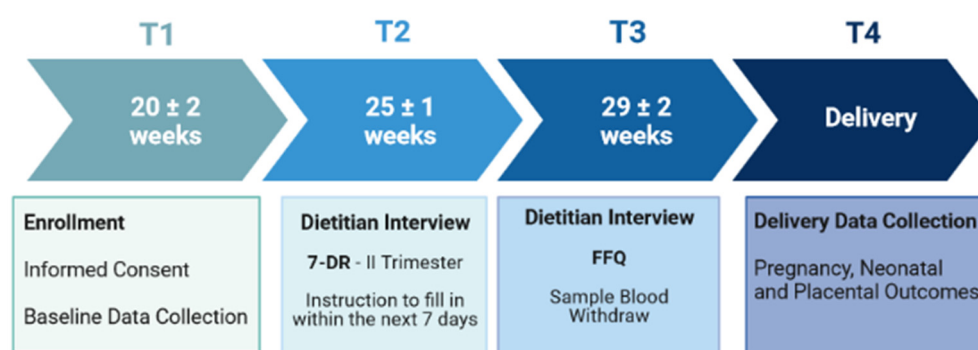 T1
T2
T3
T4
20 ± 2
weeks
25 ± 1
weeks
29 ± 2
weeks
Delivery
Enrollment
Informed Consent
Baseline Data Collection
Dietitian Interview
7-DR - II Trimester
Instruction to fill in
within the next 7 days
Dietitian Interview
FFQ
Sample Blood
Withdraw
Delivery Data Collection
Pregnancy, Neonatal
and Placental Outcomes